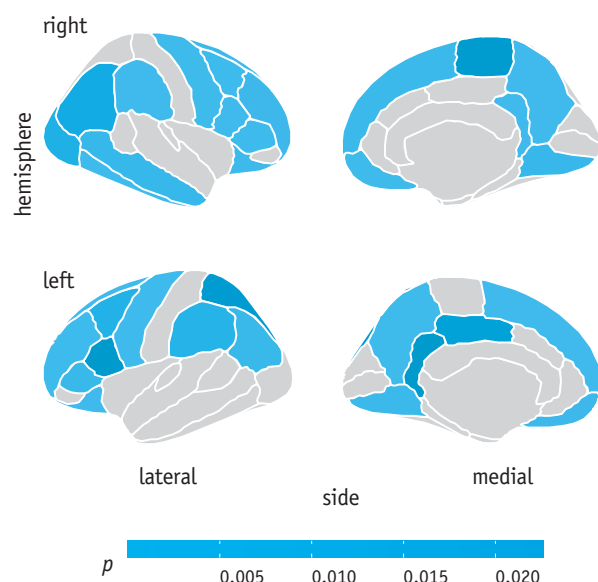 right
hemisphere
left
lateral
medial
side
p
0.005 0.010 0.015 0.020